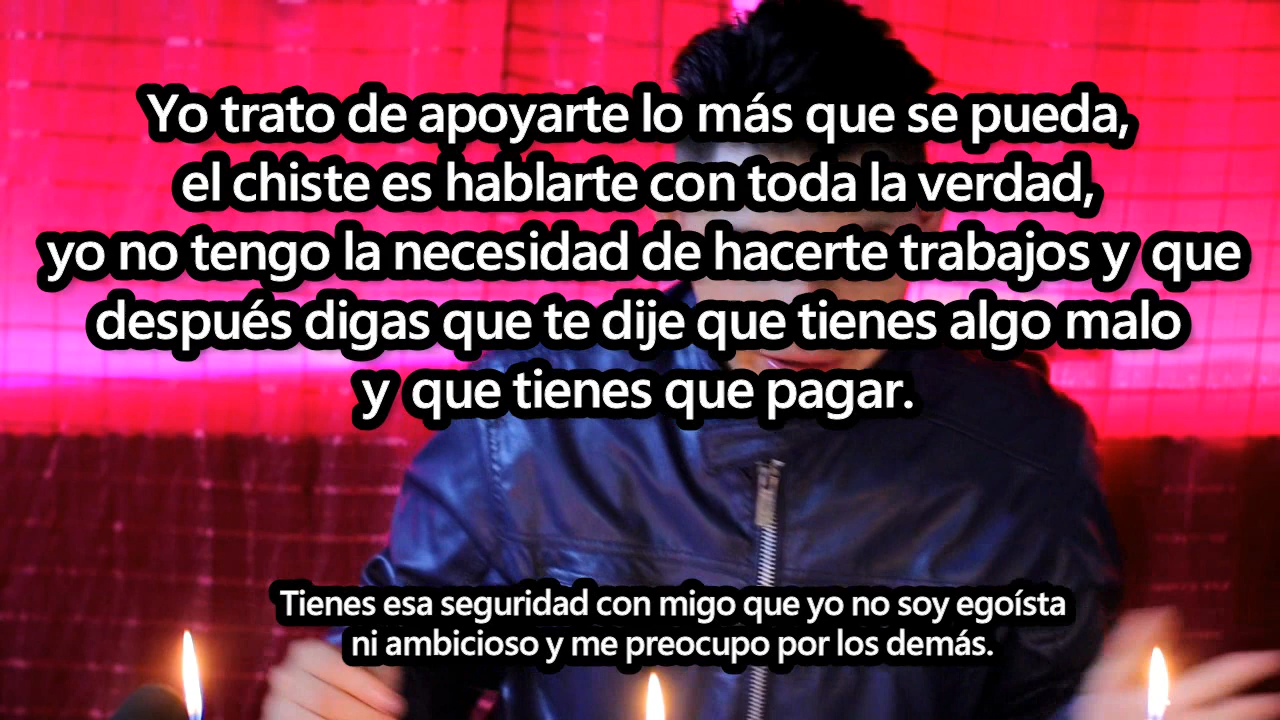 Yo trato de apoyarte lo más que se pueda,
el chiste es hablarte con toda la verdad,
yo no tengo la necesidad de hacerte trabajos y que
después digas que te dije que tienes algo malo
y que tienes que pagar.
Tienes esa seguridad con migo que yo no soy egoísta
ni ambicioso y me preocupo por los demás.